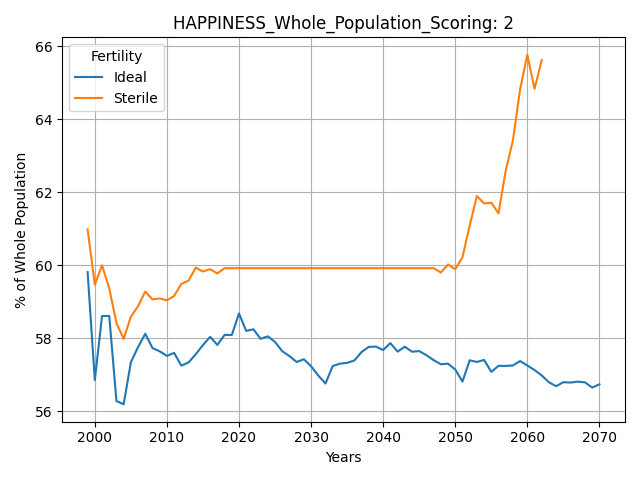 HAPPINESS_Whole_Population_Scoring: 2
Fertility
Ideal
Sterile
% of Whole Population
66
64
62
60
58
56
2000 2010 2020 2030 2040 2050 2060 2070
Years